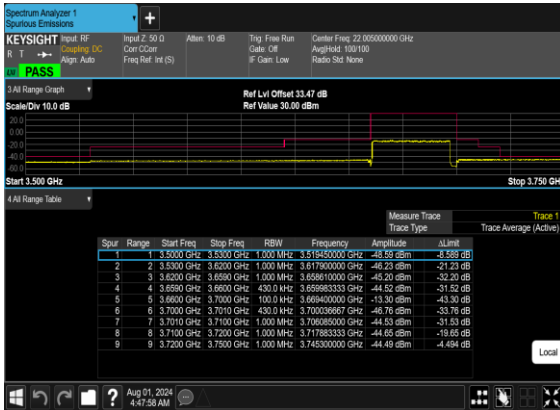 Spectrum Analyzer 1
Spurious Emissions
KEYSIGHT Input: RF Input Z: 50 Ω Atten: 10 dB Trig: Free Run Center Freq: 22.005000000 GHz
R T Coupling: DC Corr CCorr Gate: Off Avg|Hold: 100/100
Align: Auto Freq Ref: Int (S) IF Gain: Low Radio Std: None
PASS
3 All Range Graph
Ref Lvl Offset 33.47 dB
Scale/Div 10.0 dB Ref Value 30.00 dBm
20.0
0.00
-20.0
-40.0
-60.0
Start 3.500 GHz Stop 3.750 GH
4 All Range Table
Measure Trace Trace 1
Trace Type Trace Average (Active)
Spur Range Start Freq Stop Freq RBW Frequency Amplitude ΔLimit
1 1 3.5000 GHz 3.5300 GHz 1.000 MHz 3.519450000 GHz -48.59 dBm -8.589 dB
2 2 3.5300 GHz 3.6200 GHz 1.000 MHz 3.617900000 GHz -46.23 dBm -21.23 dB
3 3 3.6200 GHz 3.6590 GHz 1.000 MHz 3.658610000 GHz -45.20 dBm -32.20 dB
4 4 3.6590 GHz 3.6600 GHz 430.0 kHz 3.659983333 GHz -44.52 dBm -31.52 dB
5 5 3.6600 GHz 3.7000 GHz 100.0 kHz 3.669400000 GHz -13.30 dBm -43.30 dB
6 6 3.7000 GHz 3.7010 GHz 430.0 kHz 3.700036667 GHz -46.76 dBm -33.76 dB
7 7 3.7010 GHz 3.7100 GHz 1.000 MHz 3.706085000 GHz -44.53 dBm -31.53 dB
8 8 3.7100 GHz 3.7200 GHz 1.000 MHz 3.717883333 GHz -44.65 dBm -19.65 dB
9 9 3.7200 GHz 3.7500 GHz 1.000 MHz 3.745300000 GHz -44.49 dBm -4.494 dB
Local
Aug 01, 2024
4:47:58 AM